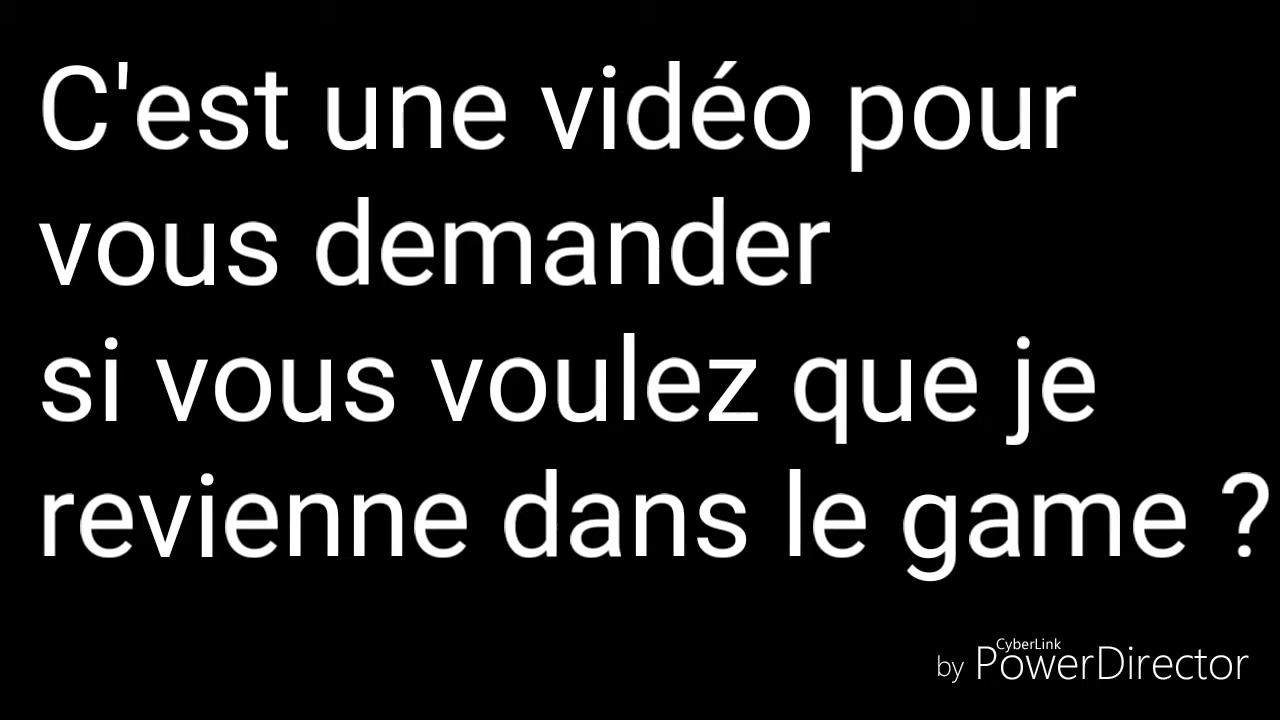 C'est une vidéo pour
vous demander
si vous voulez que je
revienne dans le game ?
CyberLink
by PowerDirector